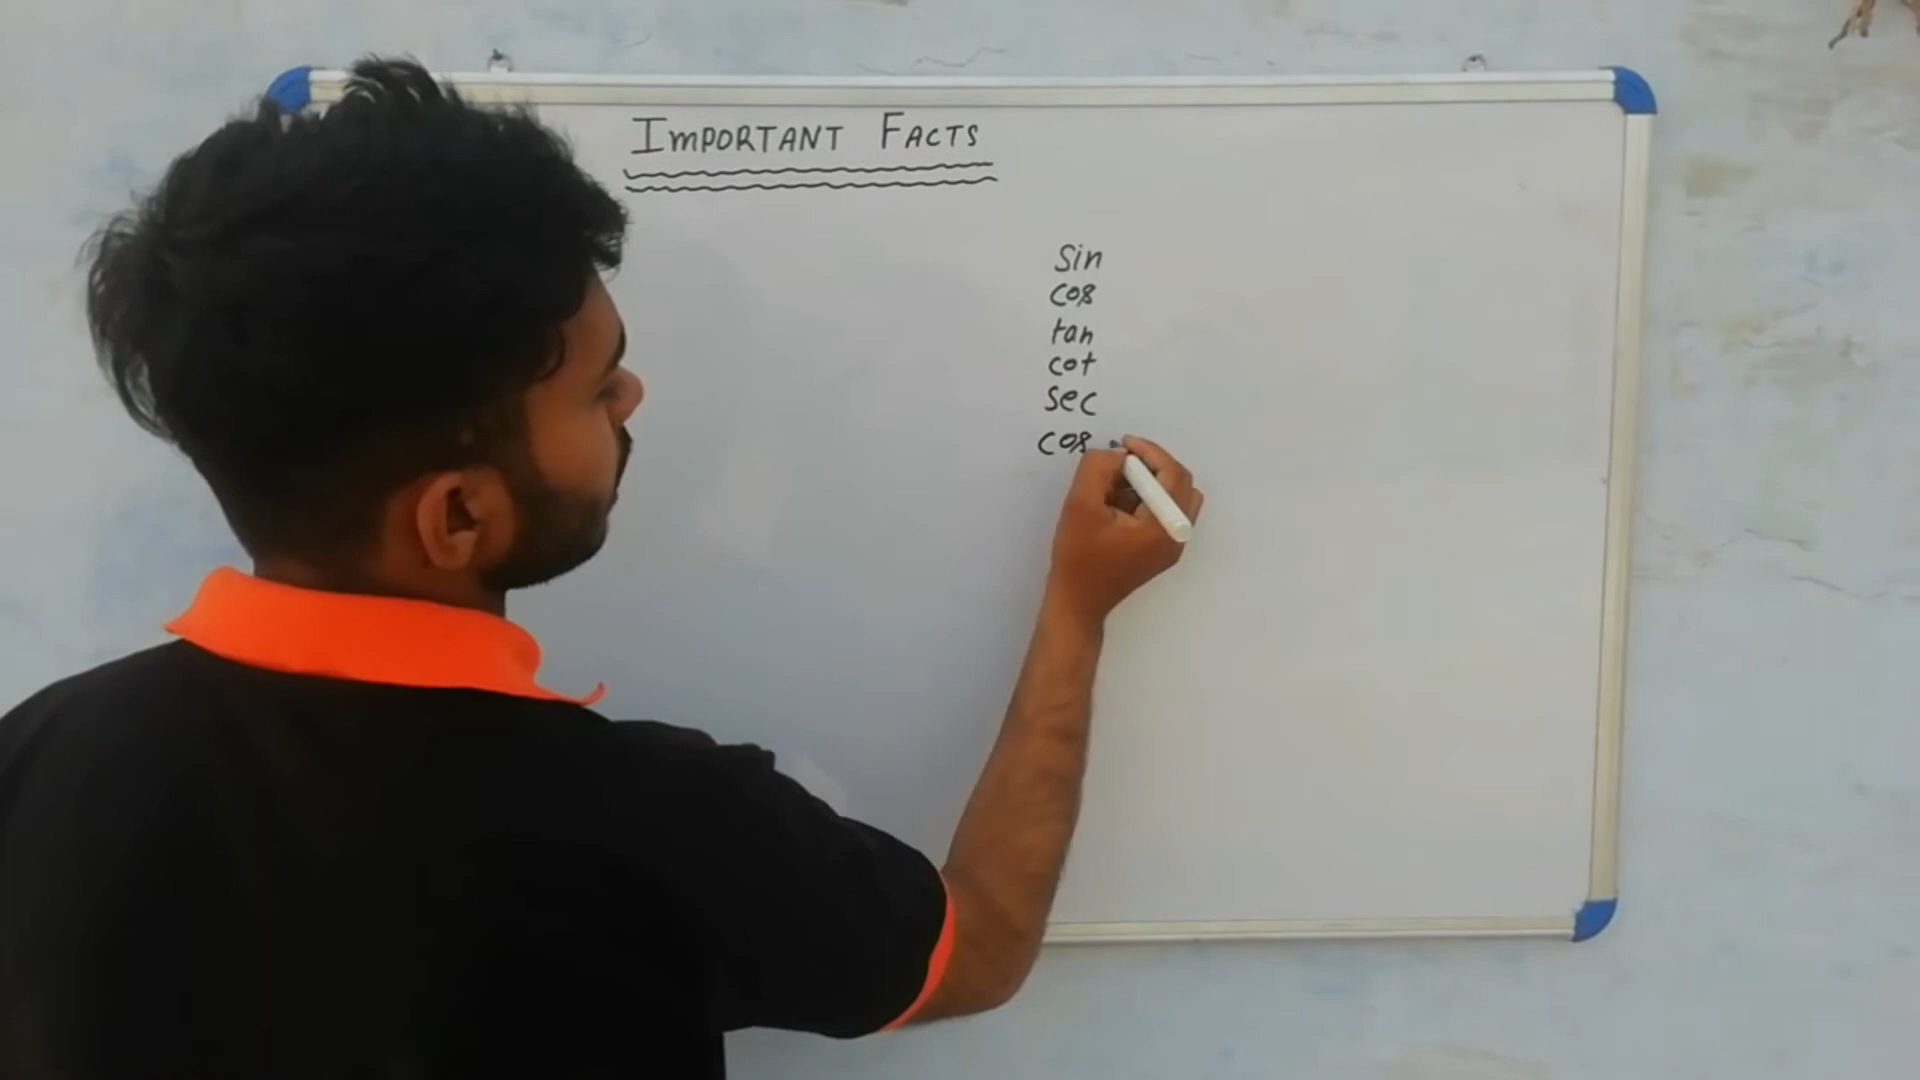 IMPORTANT FACTS
Sin
cos
tan
cot
Sec
cos